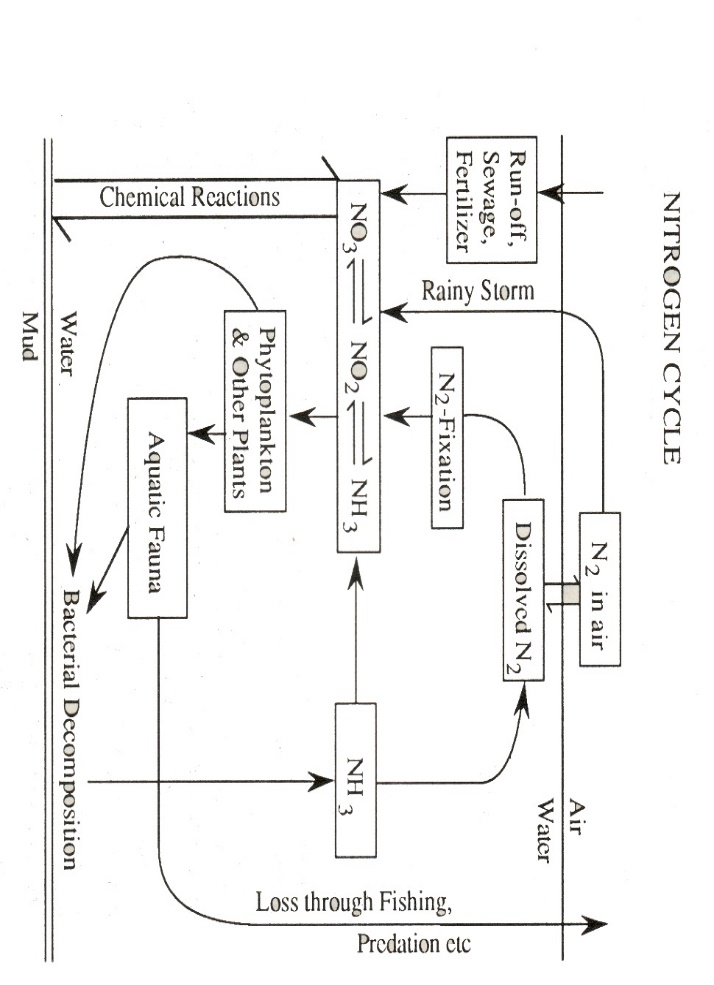 NITROGEN CYCLE
N2 in air
Air
Water
Run-off,
Sewage,
Fertilizer
Rainy Storm
Dissolved N2
N2-Fixation
NO3 ⇌ NO2 ⇌ NH3
NH3
Chemical Reactions
Phytoplankton
& Other Plants
Aquatic Fauna
Loss through Fishing,
Predation etc
Water
Bacterial Decomposition
Mud